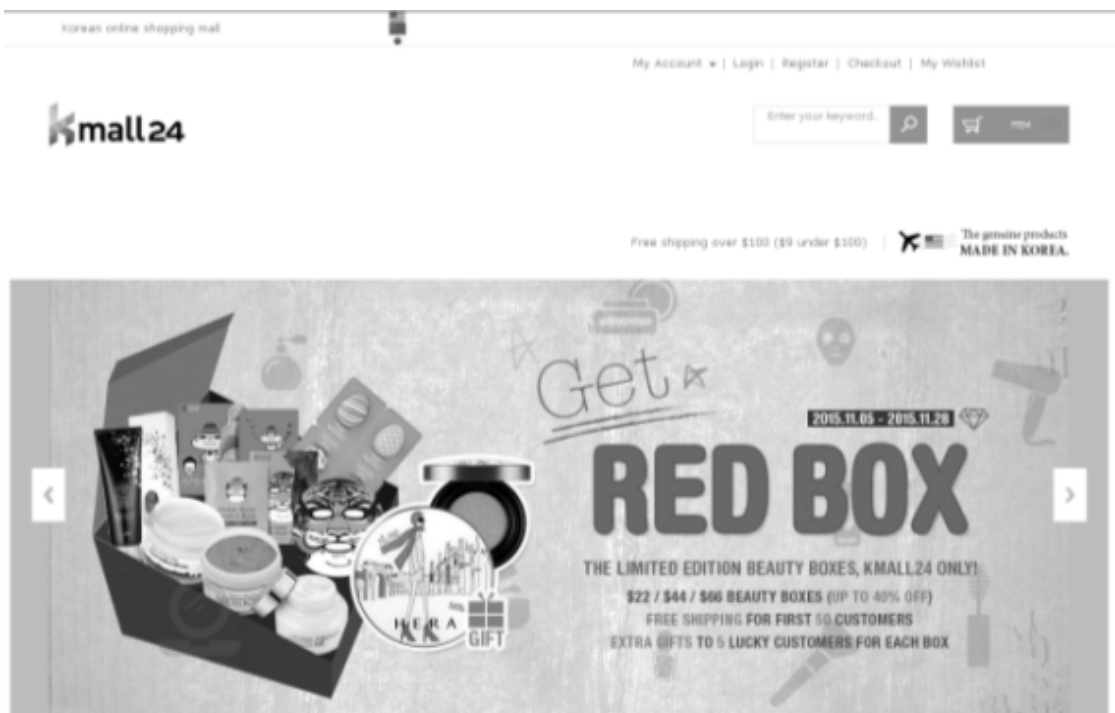 Korean online shopping mall
My Account | Login | Register | Checkout | My Wishlist
kmall24
Enter your keyword..
ITEM
Free shipping over $100 ($9 under $100)
The genuine products
MADE IN KOREA.
Get
2015.11.05 - 2015.11.28
RED BOX
THE LIMITED EDITION BEAUTY BOXES, KMALL24 ONLY!
$22 / $44 / $66 BEAUTY BOXES (UP TO 40% OFF)
FREE SHIPPING FOR FIRST 50 CUSTOMERS
EXTRA GIFTS TO 5 LUCKY CUSTOMERS FOR EACH BOX
HERA
GIFT